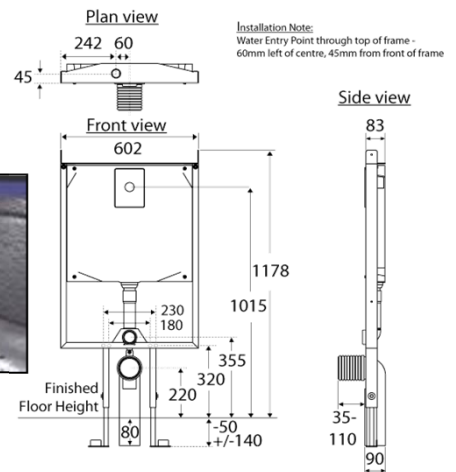 Plan view
242
60
45
Installation Note:
Water Entry Point through top of frame -
60mm left of centre, 45mm from front of frame
Side view
83
Front view
602
1178
1015
230
180
355
320
220
Finished
Floor Height
80
-50
+/-140
35-
110
90